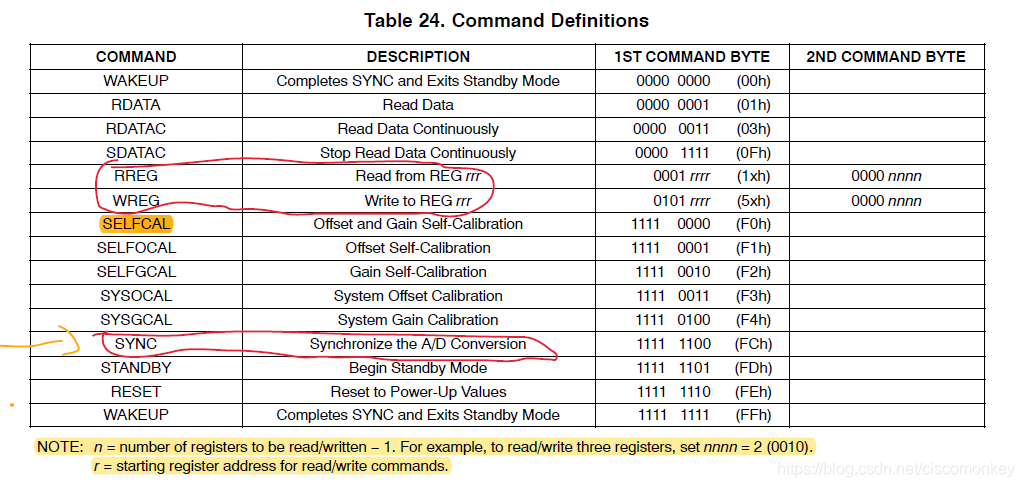 Table 24. Command Definitions
COMMAND DESCRIPTION 1ST COMMAND BYTE 2ND COMMAND BYTE
WAKEUP Completes SYNC and Exits Standby Mode 0000 0000 (00h)
RDATA Read Data 0000 0001 (01h)
RDATAC Read Data Continuously 0000 0011 (03h)
SDATAC Stop Read Data Continuously 0000 1111 (0Fh)
RREG Read from REG rrr 0001 rrrr (1xh) 0000 nnnn
WREG Write to REG rrr 0101 rrrr (5xh) 0000 nnnn
SELFCAL Offset and Gain Self-Calibration 1111 0000 (F0h)
SELFOCAL Offset Self-Calibration 1111 0001 (F1h)
SELFGCAL Gain Self-Calibration 1111 0010 (F2h)
SYSOCAL System Offset Calibration 1111 0011 (F3h)
SYSGCAL System Gain Calibration 1111 0100 (F4h)
SYNC Synchronize the A/D Conversion 1111 1100 (FCh)
STANDBY Begin Standby Mode 1111 1101 (FDh)
RESET Reset to Power-Up Values 1111 1110 (FEh)
WAKEUP Completes SYNC and Exits Standby Mode 1111 1111 (FFh)
NOTE: n = number of registers to be read/written − 1. For example, to read/write three registers, set nnnn = 2 (0010).
r = starting register address for read/write commands.
https://blog.csdn.net/ciscomonkey